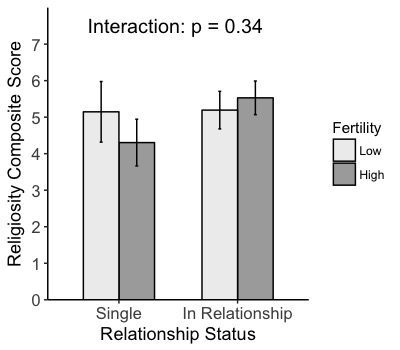 Interaction: p = 0.34
Religiosity Composite Score
7
6
5
4
3
2
1
0
Single
In Relationship
Relationship Status
Fertility
Low
High